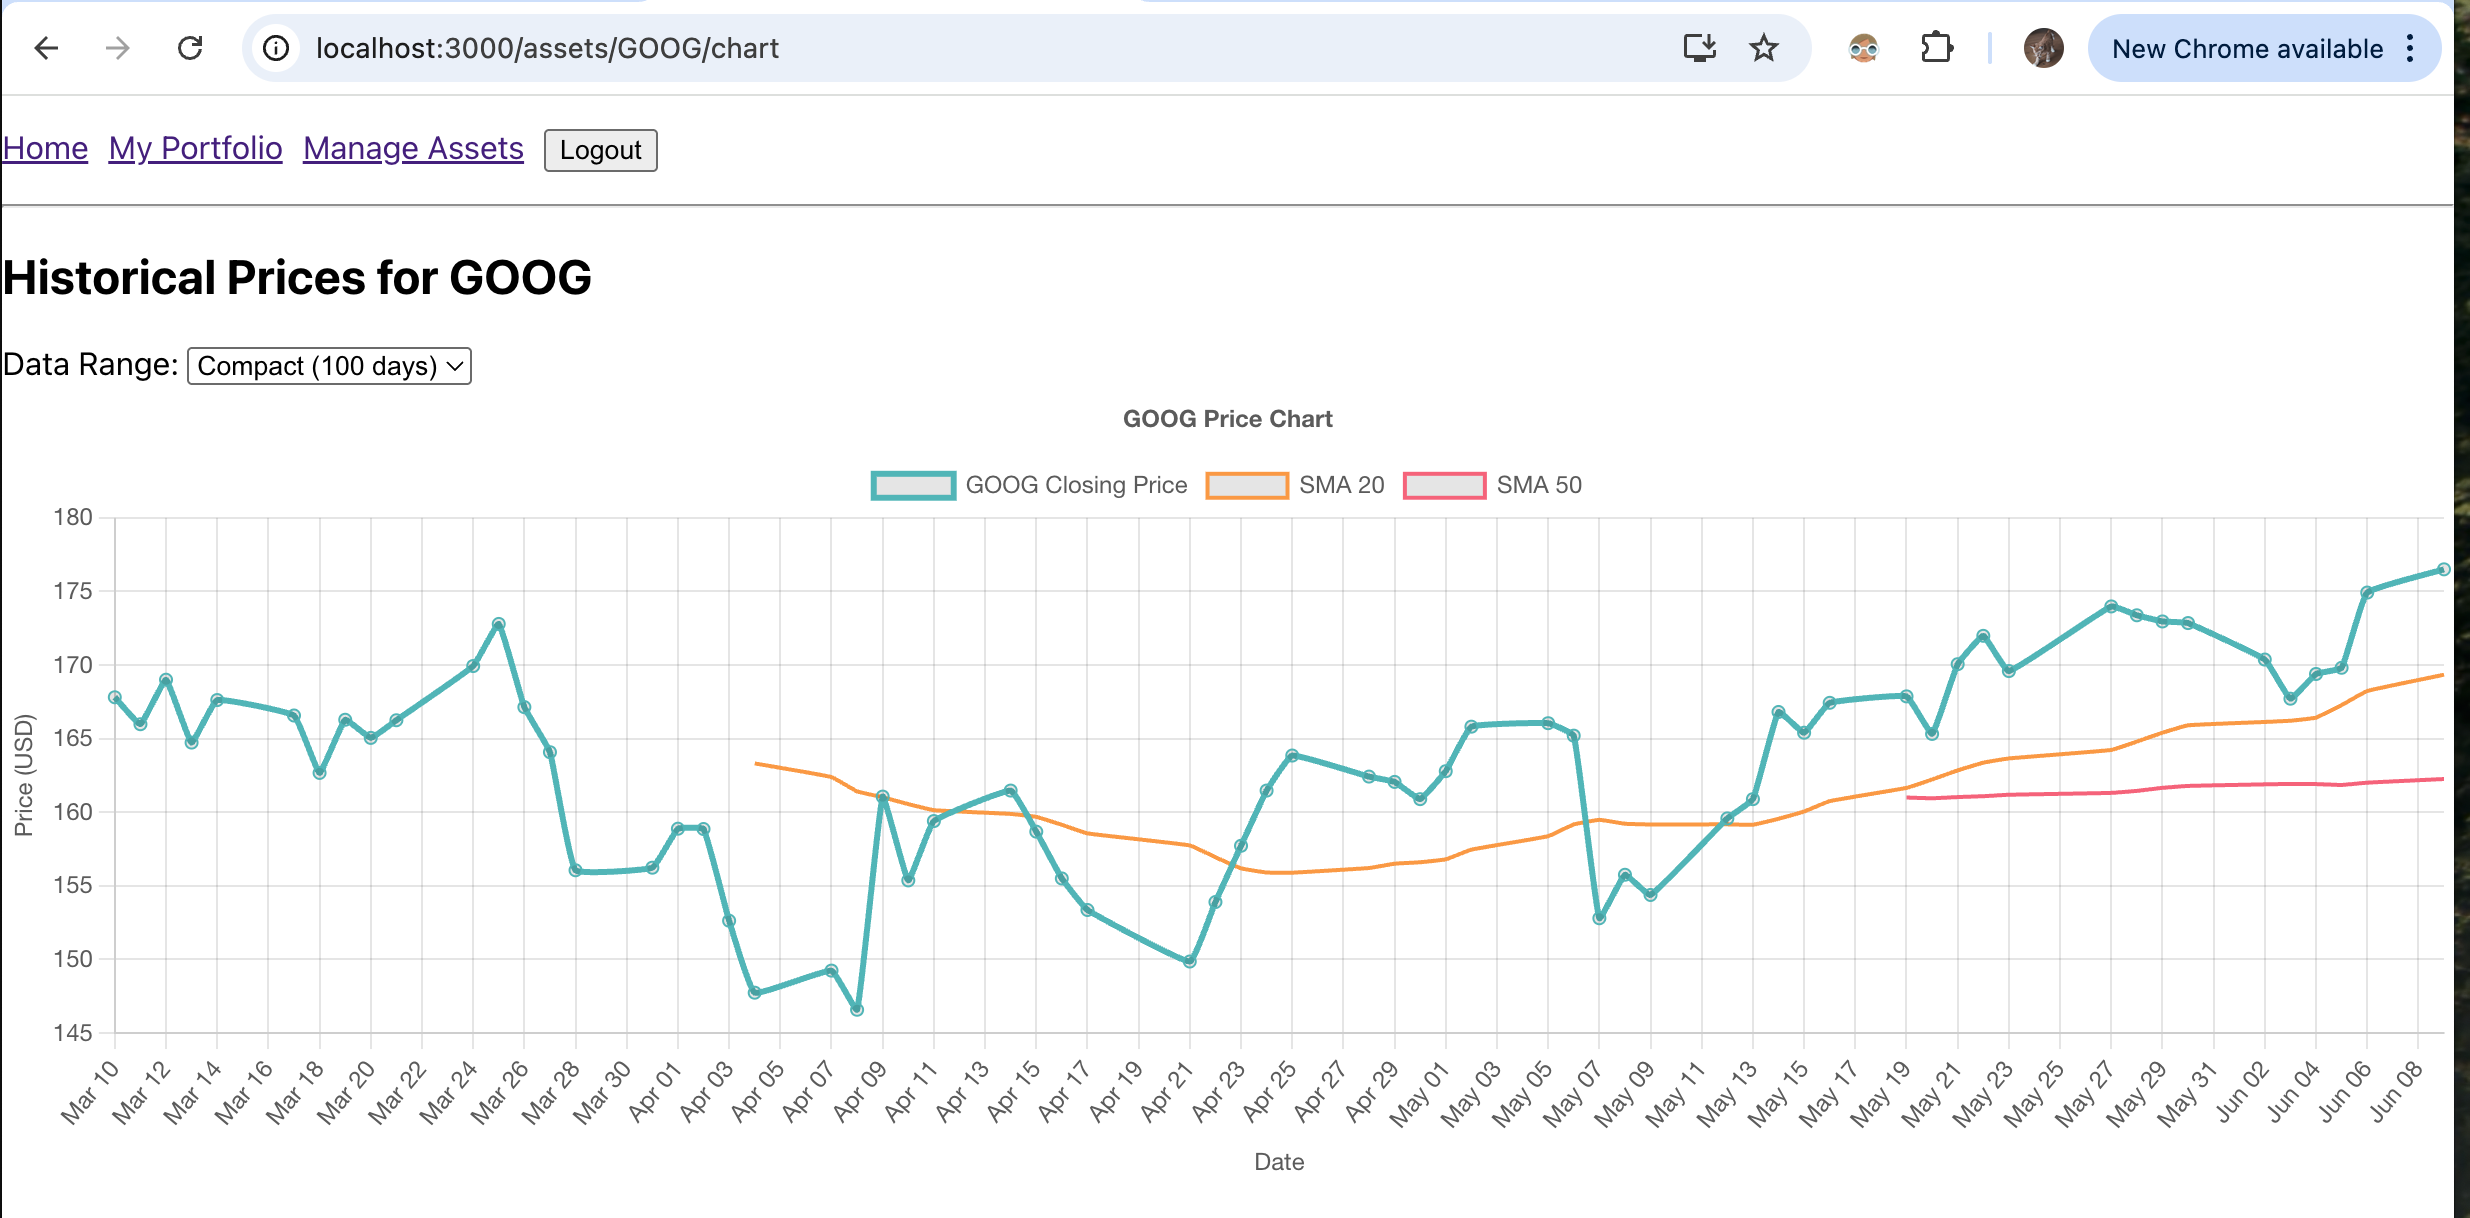 localhost:3000/assets/GOOG/chart
New Chrome available
Home My Portfolio Manage Assets Logout
Historical Prices for GOOG
Data Range: Compact (100 days)
GOOG Price Chart
GOOG Closing Price SMA 20 SMA 50
180
175
170
165
160
155
150
145
Price (USD)
Mar 10 Mar 12 Mar 14 Mar 16 Mar 18 Mar 20 Mar 22 Mar 24 Mar 26 Mar 28 Mar 30 Apr 01 Apr 03 Apr 05 Apr 07 Apr 09 Apr 11 Apr 13 Apr 15 Apr 17 Apr 19 Apr 21 Apr 23 Apr 25 Apr 27 Apr 29 May 01 May 03 May 05 May 07 May 09 May 11 May 13 May 15 May 17 May 19 May 21 May 23 May 25 May 27 May 29 May 31 Jun 02 Jun 04 Jun 06 Jun 08
Date